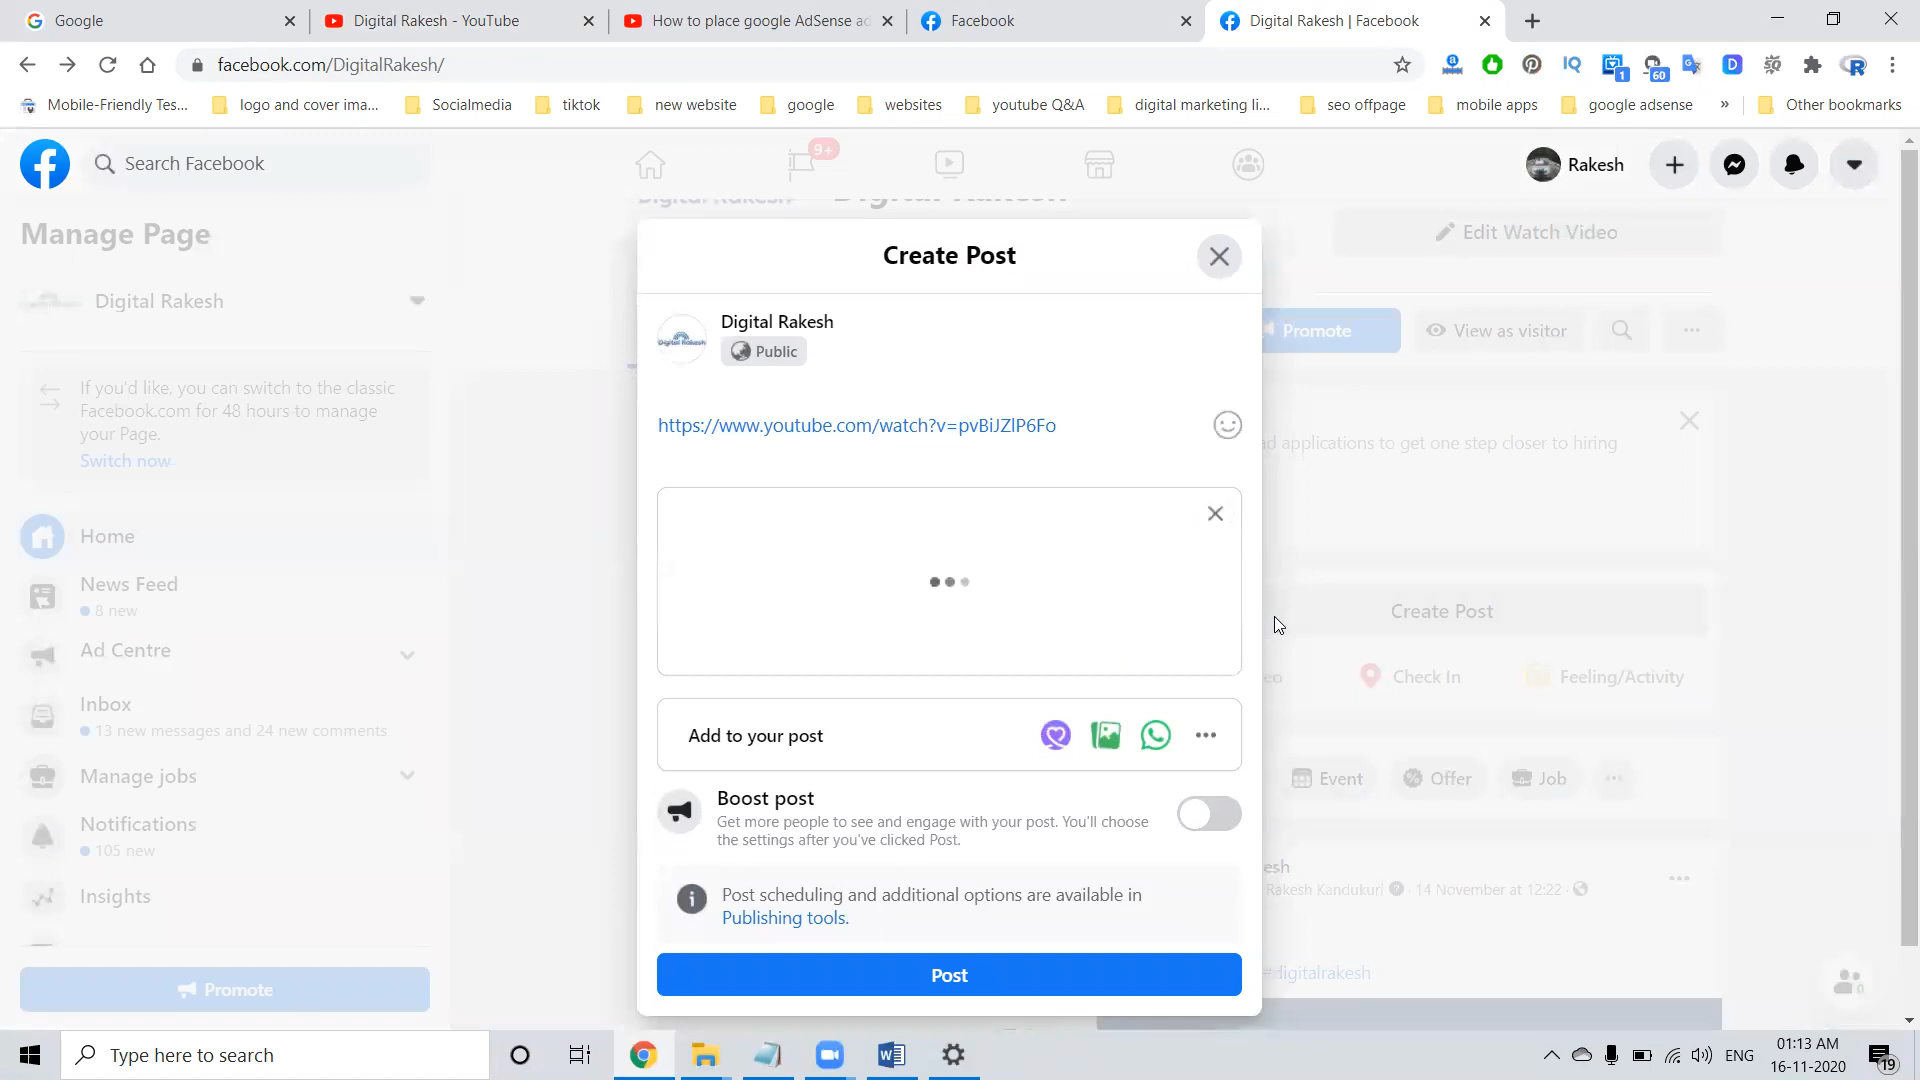 Google
Digital Rakesh - YouTube
How to place google AdSense ad
Facebook
Digital Rakesh | Facebook
facebook.com/DigitalRakesh/
IQ
1
60
D
Mobile-Friendly Tes...
logo and cover ima...
Socialmedia
tiktok
new website
google
websites
youtube Q&A
digital marketing li...
seo offpage
mobile apps
google adsense
»
Other bookmarks
Search Facebook
9+
Rakesh
Manage Page
Digital Rakesh
If you'd like, you can switch to the classic
Facebook.com for 48 hours to manage
your Page.
Switch now
Home
News Feed
8 new
Ad Centre
Inbox
13 new messages and 24 new comments
Manage jobs
Notifications
105 new
Insights
Promote
Create Post
Digital Rakesh
Public
https://www.youtube.com/watch?v=pvBiJZlP6Fo
Add to your post
Boost post
Get more people to see and engage with your post. You'll choose
the settings after you've clicked Post.
Post scheduling and additional options are available in
Publishing tools.
Post
Edit Watch Video
Promote
View as visitor
ad applications to get one step closer to hiring
Create Post
eo
Check In
Feeling/Activity
Event
Offer
Job
esh
Rakesh Kandukuri
14 November at 12:22
#digitalrakesh
0
Type here to search
ENG
01:13 AM
16-11-2020
19